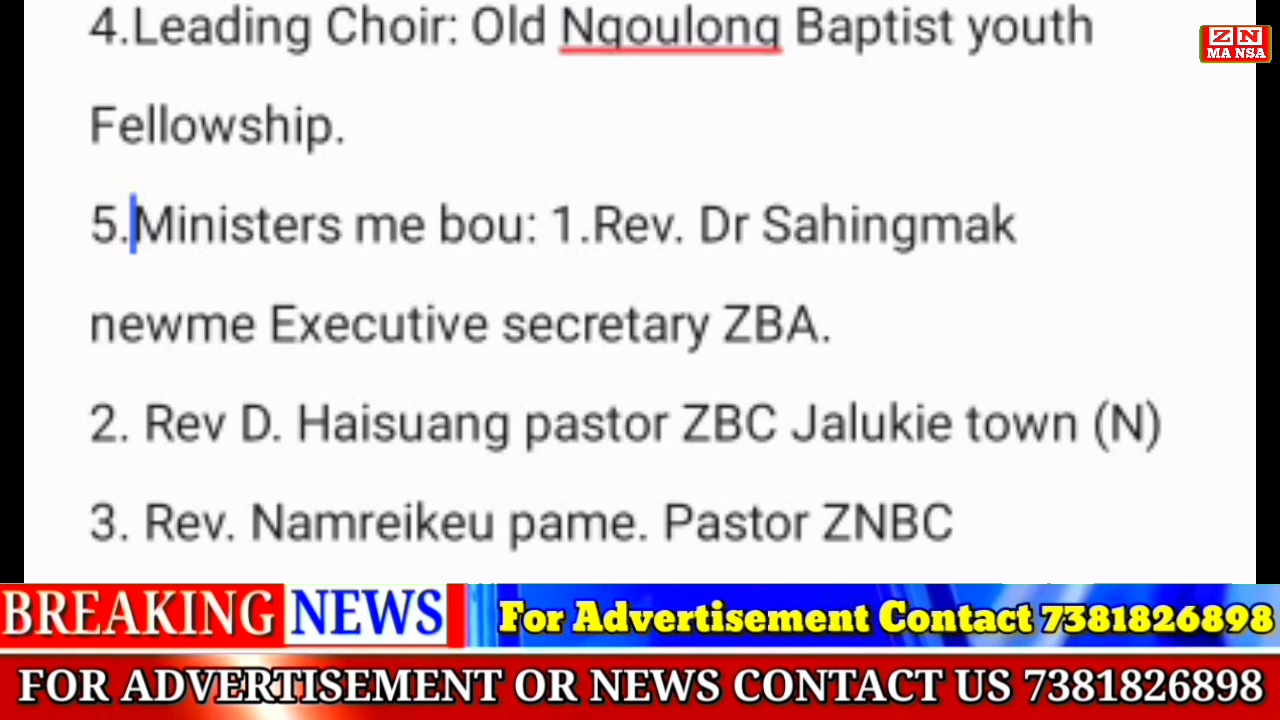 4.Leading Choir: Old Ngoulong Baptist youth
ZN
MANSA
Fellowship.
5.Ministers me bou: 1.Rev. Dr Sahingmak
newme Executive secretary ZBA.
2. Rev D. Haisuang pastor ZBC Jalukie town (N)
3. Rev. Namreikeu pame. Pastor ZNBC
BREAKING NEWS For Advertisement Contact 7381826898
FOR ADVERTISEMENT OR NEWS CONTACT US 7381826898